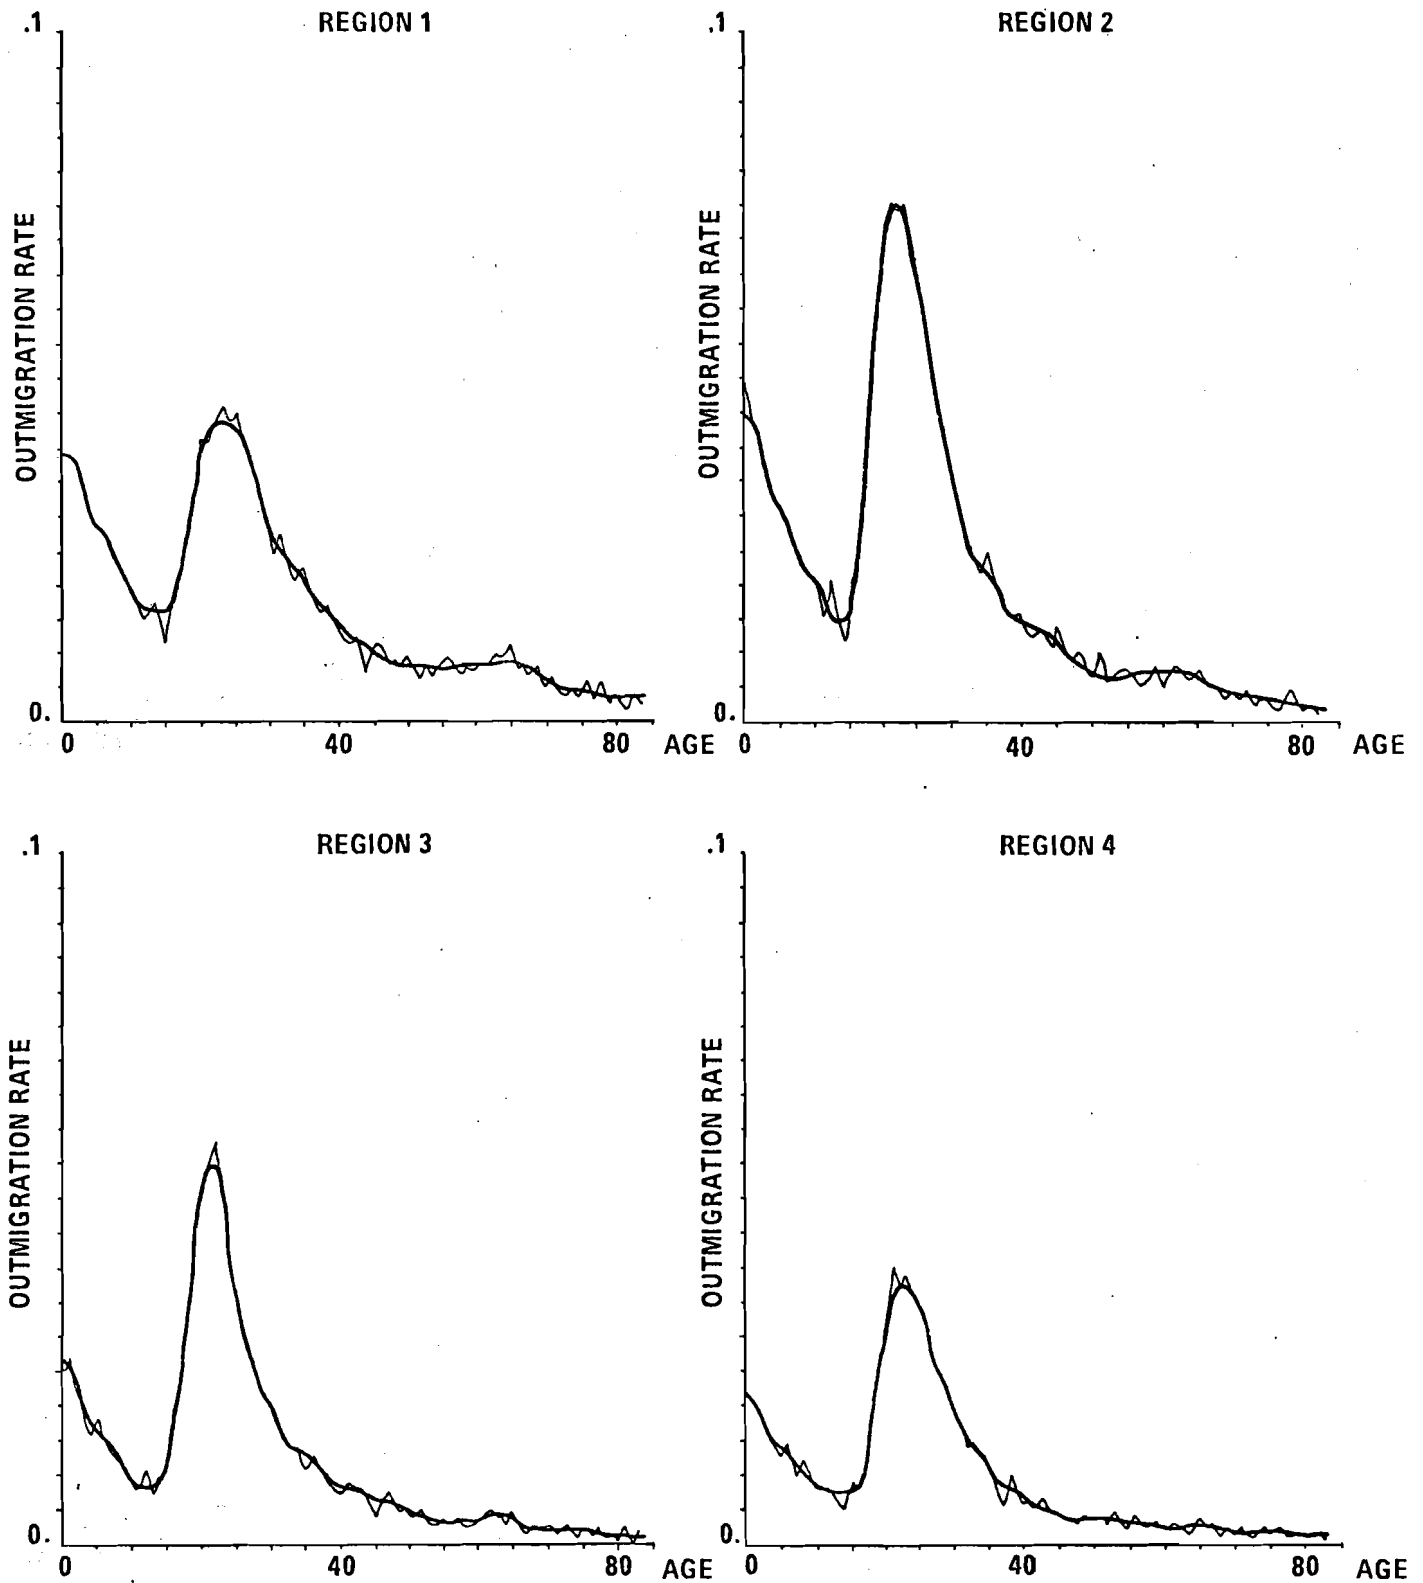 REGION 1
.1
OUTMIGRATION RATE
0.
0 40 80 AGE
REGION 2
.1
OUTMIGRATION RATE
0.
0 40 80 AGE
REGION 3
.1
OUTMIGRATION RATE
0.
0 40 80 AGE
REGION 4
.1
OUTMIGRATION RATE
0.
0 40 80 AGE